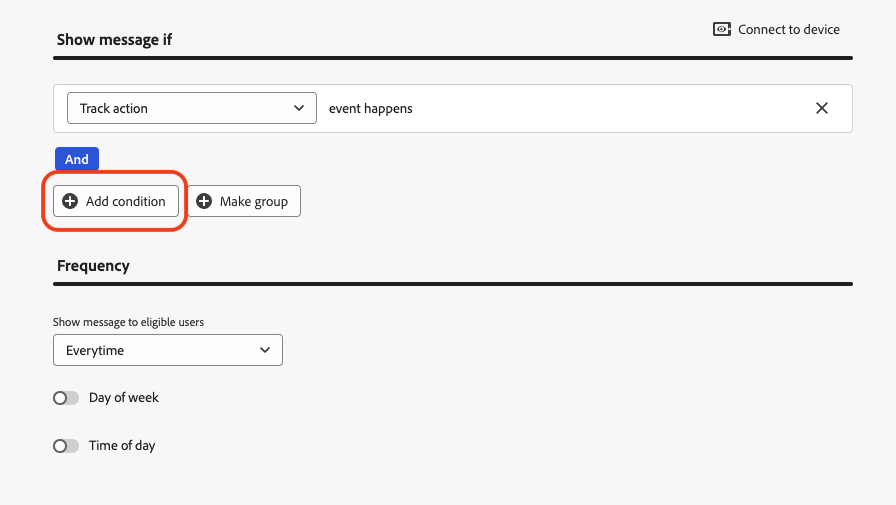 Connect to device
Show message if
Track action event happens
And
Add condition Make group
Frequency
Show message to eligible users
Everytime
Day of week
Time of day